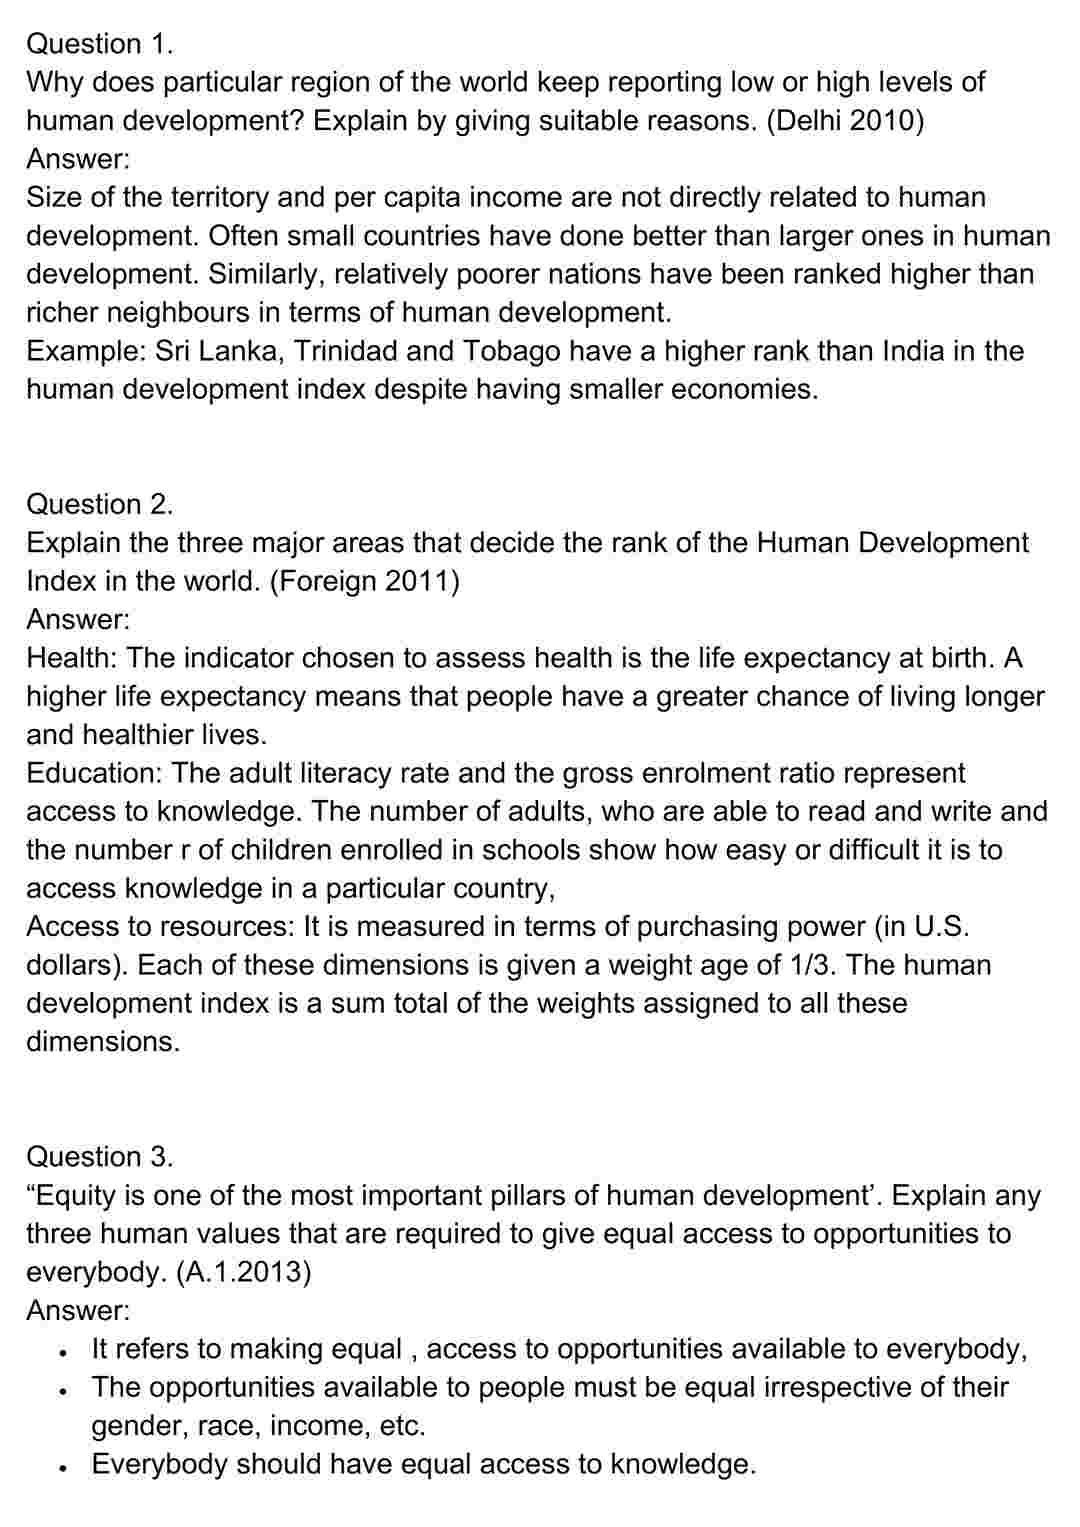 Question 1.
Why does particular region of the world keep reporting low or high levels of
human development? Explain by giving suitable reasons. (Delhi 2010)
Answer:
Size of the territory and per capita income are not directly related to human
development. Often small countries have done better than larger ones in human
development. Similarly, relatively poorer nations have been ranked higher than
richer neighbours in terms of human development.
Example: Sri Lanka, Trinidad and Tobago have a higher rank than India in the
human development index despite having smaller economies.
Question 2.
Explain the three major areas that decide the rank of the Human Development
Index in the world. (Foreign 2011)
Answer:
Health: The indicator chosen to assess health is the life expectancy at birth. A
higher life expectancy means that people have a greater chance of living longer
and healthier lives.
Education: The adult literacy rate and the gross enrolment ratio represent
access to knowledge. The number of adults, who are able to read and write and
the number r of children enrolled in schools show how easy or difficult it is to
access knowledge in a particular country,
Access to resources: It is measured in terms of purchasing power (in U.S.
dollars). Each of these dimensions is given a weight age of 1/3. The human
development index is a sum total of the weights assigned to all these
dimensions.
Question 3.
“Equity is one of the most important pillars of human development’. Explain any
three human values that are required to give equal access to opportunities to
everybody. (A.1.2013)
Answer:
• It refers to making equal , access to opportunities available to everybody,
• The opportunities available to people must be equal irrespective of their
gender, race, income, etc.
• Everybody should have equal access to knowledge.